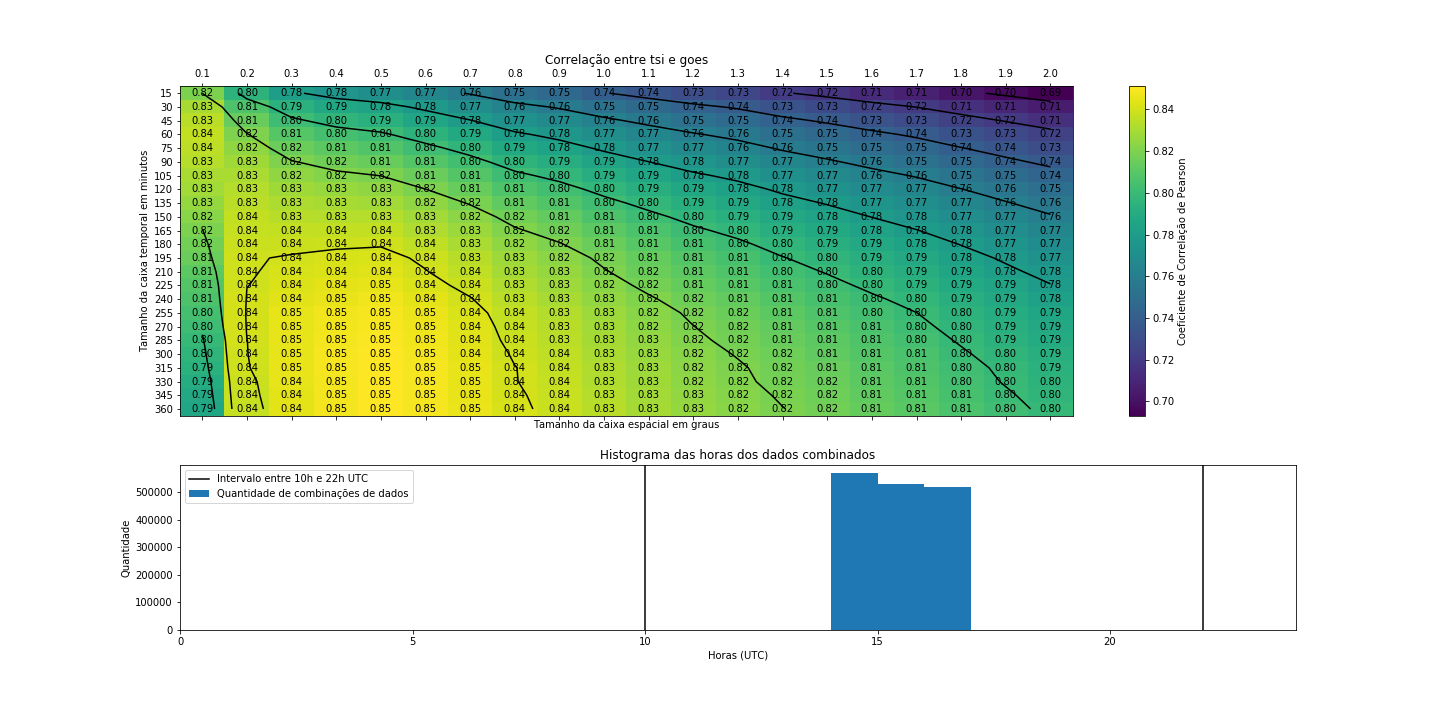 Correlação entre tsi e goes
0.1 0.2 0.3 0.4 0.5 0.6 0.7 0.8 0.9 1.0 1.1 1.2 1.3 1.4 1.5 1.6 1.7 1.8 1.9 2.0
15 0.82 0.80 0.78 0.78 0.77 0.77 0.76 0.75 0.75 0.74 0.74 0.73 0.73 0.72 0.72 0.71 0.71 0.70 0.70 0.69
30 0.83 0.81 0.79 0.79 0.78 0.78 0.77 0.76 0.76 0.75 0.75 0.74 0.74 0.73 0.73 0.72 0.72 0.71 0.71 0.71
45 0.83 0.81 0.80 0.80 0.79 0.79 0.78 0.77 0.77 0.76 0.76 0.75 0.75 0.74 0.74 0.73 0.73 0.72 0.72 0.71
60 0.84 0.82 0.81 0.80 0.80 0.80 0.79 0.78 0.78 0.77 0.77 0.76 0.76 0.75 0.75 0.74 0.74 0.73 0.73 0.72
75 0.84 0.82 0.82 0.81 0.81 0.80 0.80 0.79 0.78 0.78 0.77 0.77 0.76 0.76 0.75 0.75 0.75 0.74 0.74 0.73
90 0.83 0.83 0.82 0.82 0.81 0.81 0.80 0.80 0.79 0.79 0.78 0.78 0.77 0.77 0.76 0.76 0.75 0.75 0.74 0.74
105 0.83 0.83 0.82 0.82 0.82 0.81 0.81 0.80 0.80 0.79 0.79 0.78 0.78 0.77 0.77 0.76 0.76 0.75 0.75 0.74
120 0.83 0.83 0.83 0.83 0.83 0.82 0.81 0.81 0.80 0.80 0.79 0.79 0.78 0.78 0.77 0.77 0.77 0.76 0.76 0.75
135 0.83 0.83 0.83 0.83 0.83 0.82 0.82 0.81 0.81 0.80 0.80 0.79 0.79 0.78 0.78 0.77 0.77 0.77 0.76 0.76
150 0.82 0.84 0.83 0.83 0.83 0.83 0.82 0.82 0.81 0.81 0.80 0.80 0.79 0.79 0.78 0.78 0.78 0.77 0.77 0.76
165 0.82 0.84 0.84 0.83 0.83 0.83 0.82 0.82 0.82 0.81 0.81 0.80 0.80 0.79 0.79 0.78 0.78 0.78 0.77 0.77
180 0.82 0.84 0.84 0.84 0.84 0.83 0.83 0.82 0.82 0.81 0.81 0.81 0.80 0.80 0.79 0.79 0.78 0.78 0.77 0.77
195 0.81 0.84 0.84 0.84 0.84 0.84 0.83 0.83 0.82 0.82 0.81 0.81 0.80 0.80 0.80 0.79 0.79 0.78 0.78 0.77
210 0.81 0.84 0.84 0.84 0.84 0.84 0.83 0.83 0.83 0.82 0.82 0.81 0.81 0.80 0.80 0.80 0.79 0.79 0.78 0.78
225 0.81 0.84 0.84 0.84 0.85 0.84 0.84 0.83 0.83 0.82 0.82 0.81 0.81 0.81 0.80 0.80 0.79 0.79 0.79 0.78
240 0.81 0.84 0.84 0.85 0.85 0.84 0.84 0.83 0.83 0.82 0.82 0.82 0.81 0.81 0.81 0.80 0.80 0.79 0.79 0.78
255 0.80 0.84 0.85 0.85 0.85 0.85 0.84 0.84 0.83 0.83 0.82 0.82 0.81 0.81 0.81 0.80 0.80 0.80 0.79 0.79
270 0.80 0.84 0.85 0.85 0.85 0.85 0.84 0.84 0.83 0.83 0.82 0.82 0.82 0.81 0.81 0.81 0.80 0.80 0.79 0.79
285 0.80 0.84 0.85 0.85 0.85 0.85 0.84 0.84 0.83 0.83 0.82 0.82 0.82 0.81 0.81 0.81 0.80 0.80 0.80 0.79
300 0.80 0.84 0.85 0.85 0.85 0.85 0.84 0.84 0.83 0.83 0.83 0.82 0.82 0.82 0.81 0.81 0.81 0.80 0.80 0.79
315 0.79 0.84 0.85 0.85 0.85 0.85 0.84 0.84 0.83 0.83 0.83 0.82 0.82 0.82 0.81 0.81 0.81 0.80 0.80 0.79
330 0.79 0.84 0.84 0.85 0.85 0.85 0.84 0.84 0.84 0.83 0.83 0.82 0.82 0.82 0.81 0.81 0.81 0.80 0.80 0.80
345 0.79 0.84 0.84 0.85 0.85 0.85 0.84 0.84 0.84 0.83 0.83 0.83 0.82 0.82 0.82 0.81 0.81 0.81 0.80 0.80
360 0.79 0.84 0.84 0.85 0.85 0.85 0.84 0.84 0.84 0.83 0.83 0.83 0.82 0.82 0.82 0.81 0.81 0.81 0.80 0.80
Tamanho da caixa temporal em minutos
Tamanho da caixa espacial em graus
0.84
0.82
0.80
0.78
0.76
0.74
0.72
0.70
Coeficiente de Correlação de Pearson
Histograma das horas dos dados combinados
Intervalo entre 10h e 22h UTC
Quantidade de combinações de dados
500000
400000
300000
200000
100000
0
Quantidade
0 5 10 15 20
Horas (UTC)